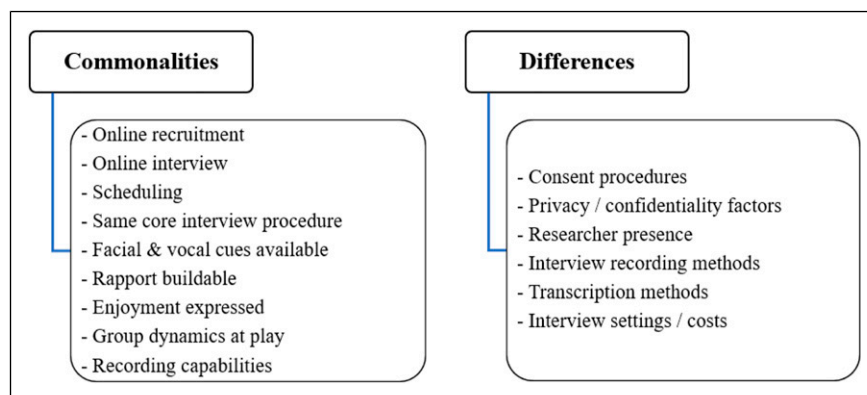 Commonalities
- Online recruitment
- Online interview
- Scheduling
- Same core interview procedure
- Facial & vocal cues available
- Rapport buildable
- Enjoyment expressed
- Group dynamics at play
- Recording capabilities
Differences
- Consent procedures
- Privacy / confidentiality factors
- Researcher presence
- Interview recording methods
- Transcription methods
- Interview settings / costs